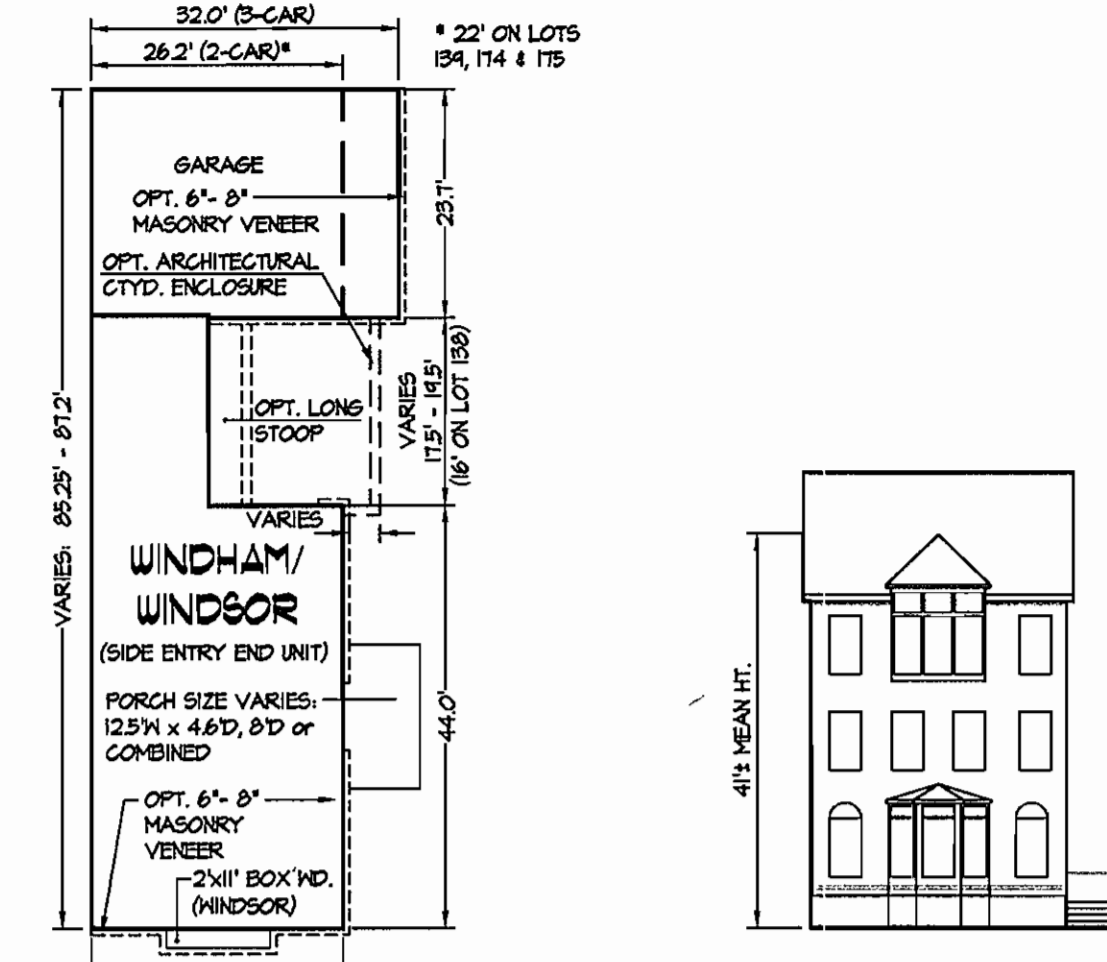 32.0' (3-CAR)
26.2' (2-CAR)*
* 22' ON LOTS
139, 174 & 175
GARAGE
OPT. 6"- 8"
MASONRY VENEER
OPT. ARCHITECTURAL
CTYD. ENCLOSURE
23.7'
OPT. LONG
STOOP
VARIES
17.5' - 19.5'
(16' ON LOT 138)
VARIES: 85.25' - 87.2'
VARIES
WINDHAM/
WINDSOR
(SIDE ENTRY END UNIT)
PORCH SIZE VARIES:
12.5'W x 4.6'D, 8'D or
COMBINED
44.0'
OPT. 6"- 8"
MASONRY
VENEER
2'X11' BOX WD.
(WINDSOR)
41'± MEAN HT.